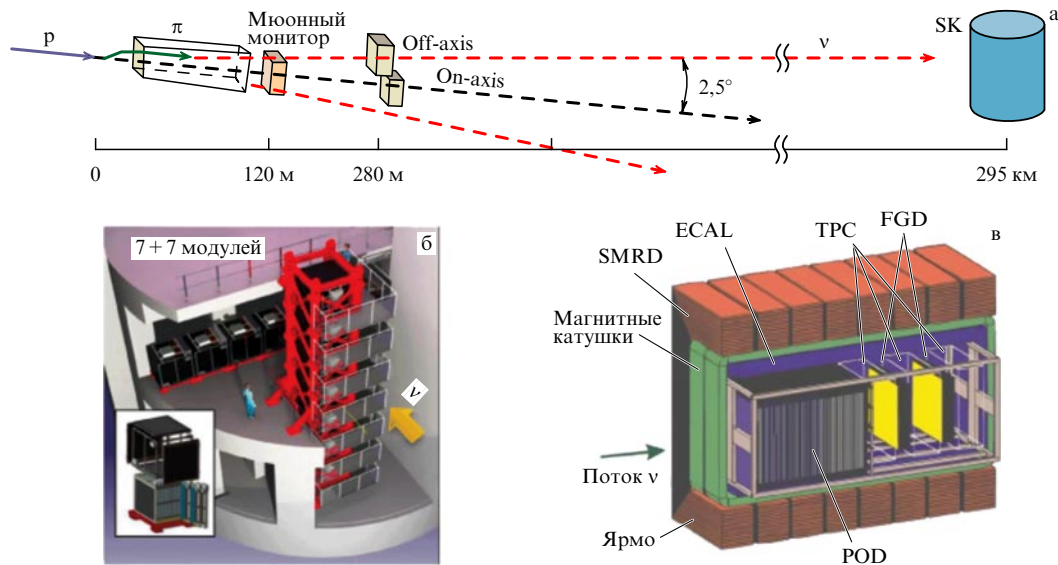 p
π
Мюонный
монитор
Off-axis
On-axis
ν
2,5°
SK
а
0
120 м
280 м
295 км
7 + 7 модулей
б
ν
в
SMRD
ECAL
TPC
FGD
Магнитные
катушки
Поток ν
Ярмо
POD